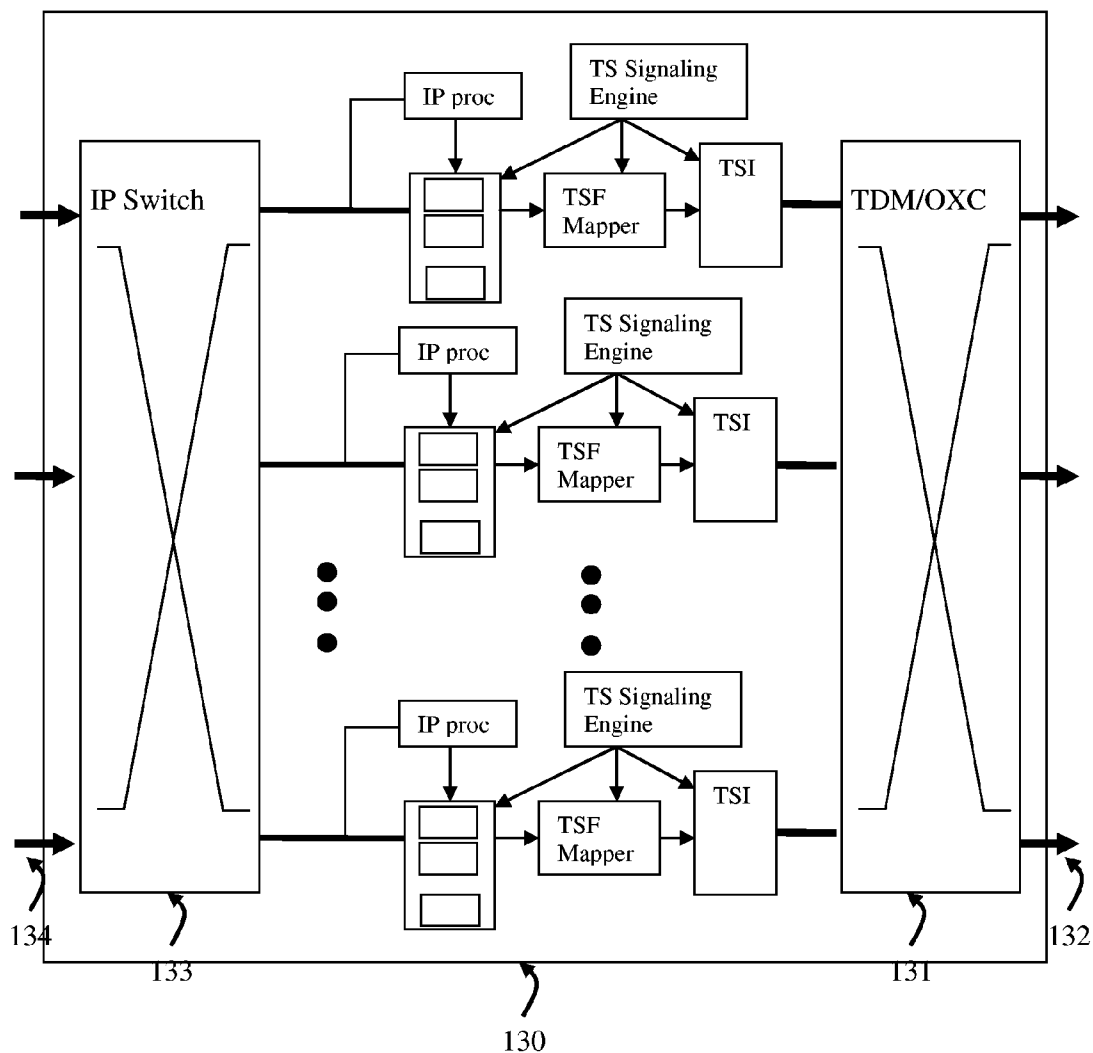 TS Signaling
Engine
IP proc
TSI
IP Switch
TSF
Mapper
TDM/OXC
TS Signaling
Engine
IP proc
TSI
TSF
Mapper
TS Signaling
Engine
IP proc
TSI
TSF
Mapper
134
133
131
132
130